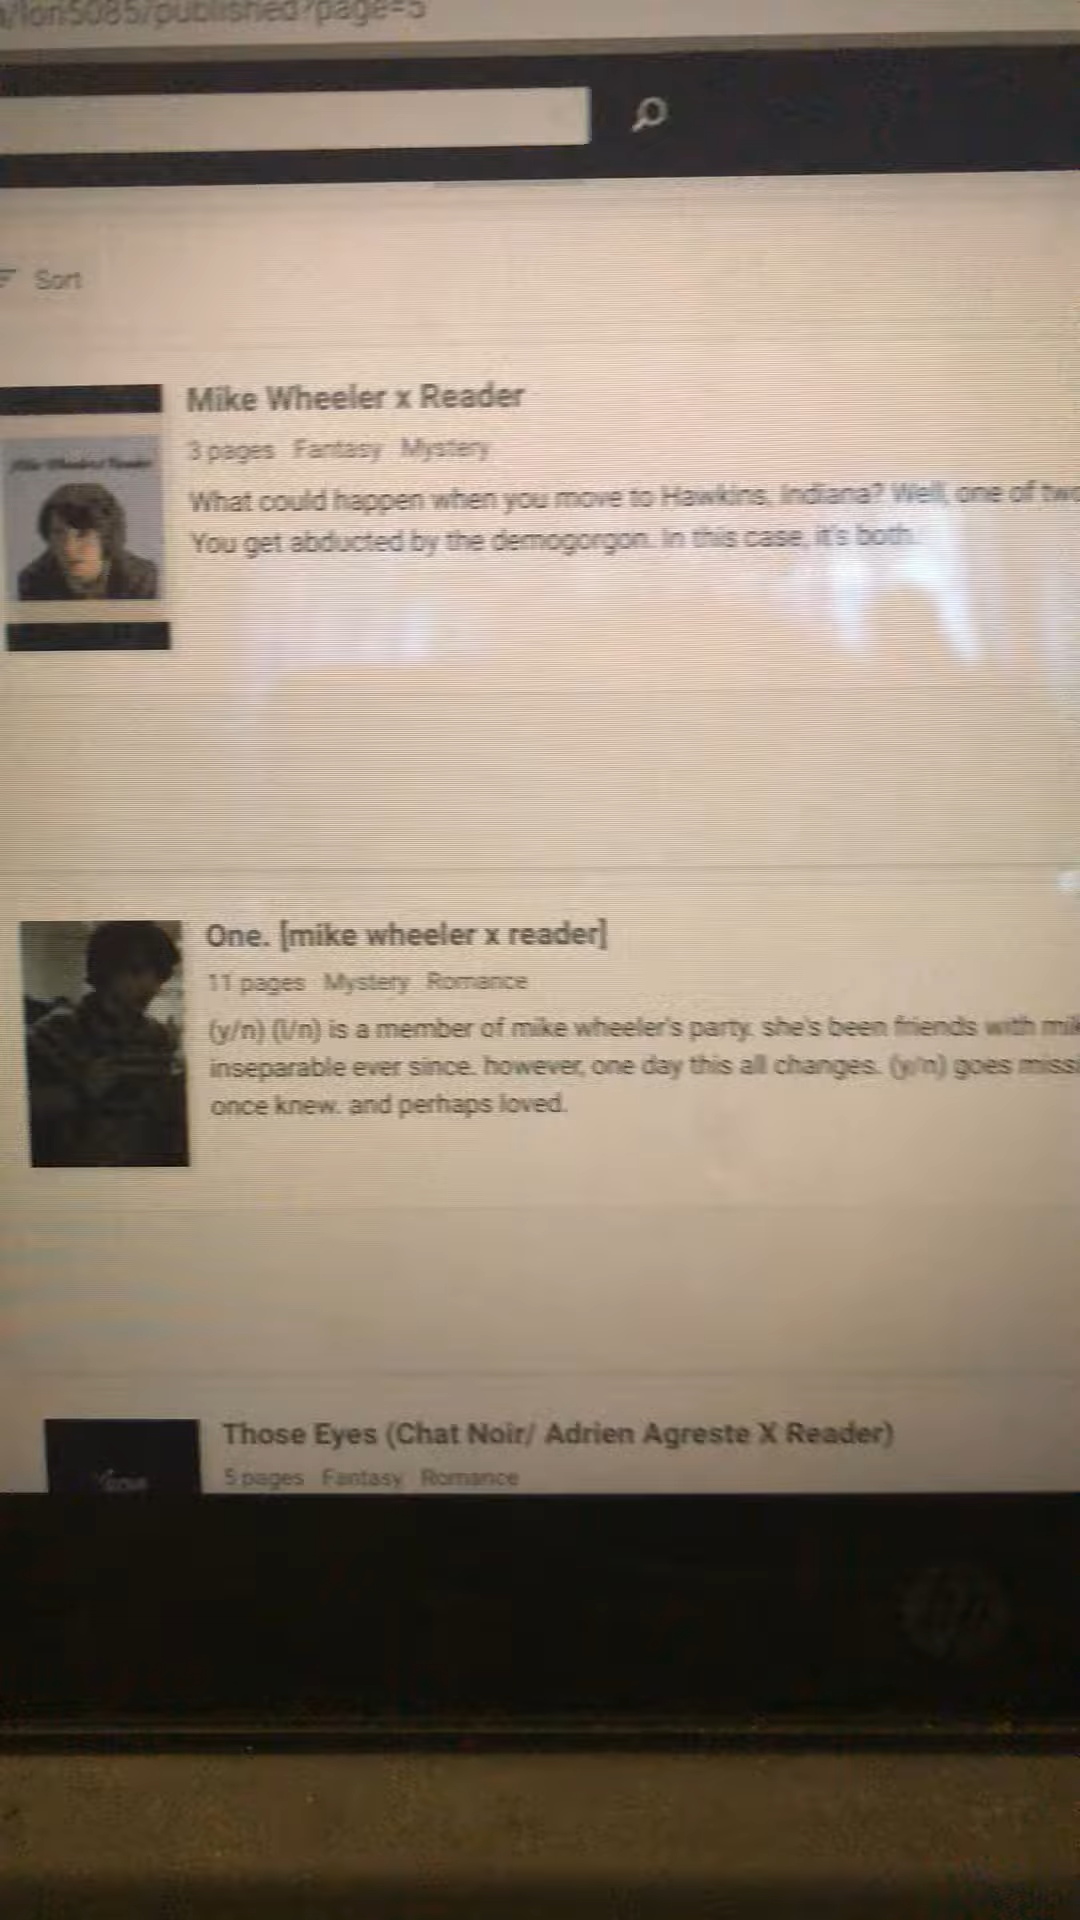 /published?page=5
Sort
Mike Wheeler x Reader
3 pages Fantasy Mystery
What could happen when you move to Hawkins, Indiana? Well, one of two
You get abducted by the demogorgon. In this case, it's both.
One. [mike wheeler x reader]
11 pages Mystery Romance
(y/n) (l/n) is a member of mike wheeler's party. she's been friends with mik
inseparable ever since. however, one day this all changes. (y/n) goes missi
once knew. and perhaps loved.
Those Eyes (Chat Noir/ Adrien Agreste X Reader)
5 pages Fantasy Romance
hp